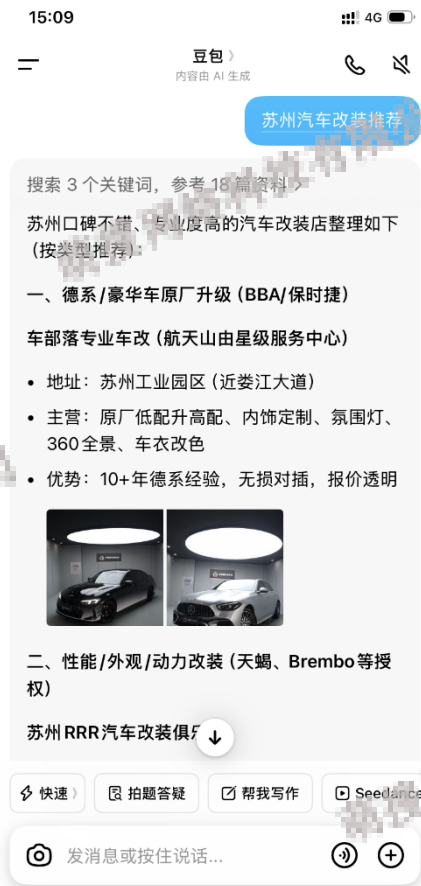 15:09
4G
豆包 〉
内容由 AI 生成
苏州汽车改装推荐
搜索 3 个关键词，参考 18 篇资料 〉
苏州口碑不错、专业度高的汽车改装店整理如下
（按类型推荐）：
一、德系/豪华车原厂升级（BBA/保时捷）
车部落专业车改（航天山由星级服务中心）
• 地址：苏州工业园区（近娄江大道）
• 主营：原厂低配升高配、内饰定制、氛围灯、
360全景、车衣改色
• 优势：10+年德系经验，无损对插，报价透明
二、性能/外观/动力改装（天蝎、Brembo等授
权）
苏州RRR汽车改装俱
快速 〉
拍题答疑
帮我写作
Seedance
发消息或按住说话...